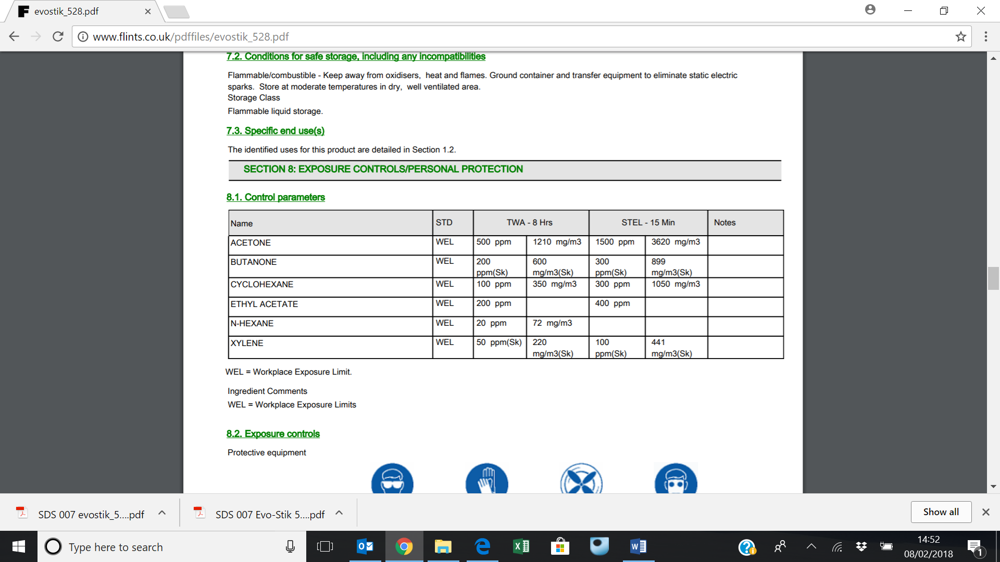 evostik_528.pdf
www.flints.co.uk/pdffiles/evostik_528.pdf
7.2. Conditions for safe storage, including any incompatibilities
Flammable/combustible - Keep away from oxidisers, heat and flames. Ground container and transfer equipment to eliminate static electric
sparks. Store at moderate temperatures in dry, well ventilated area.
Storage Class
Flammable liquid storage.
7.3. Specific end use(s)
The identified uses for this product are detailed in Section 1.2.
SECTION 8: EXPOSURE CONTROLS/PERSONAL PROTECTION
8.1. Control parameters
Name STD TWA - 8 Hrs STEL - 15 Min Notes
ACETONE WEL 500 ppm 1210 mg/m3 1500 ppm 3620 mg/m3
BUTANONE WEL 200 600 300 899
ppm(Sk) mg/m3(Sk) ppm(Sk) mg/m3(Sk)
CYCLOHEXANE WEL 100 ppm 350 mg/m3 300 ppm 1050 mg/m3
ETHYL ACETATE WEL 200 ppm 400 ppm
N-HEXANE WEL 20 ppm 72 mg/m3
XYLENE WEL 50 ppm(Sk) 220 100 441
mg/m3(Sk) ppm(Sk) mg/m3(Sk)
WEL = Workplace Exposure Limit.
Ingredient Comments
WEL = Workplace Exposure Limits
8.2. Exposure controls
Protective equipment
SDS 007 evostik_5....pdf SDS 007 Evo-Stik 5....pdf Show all
Type here to search
14:52
08/02/2018
1